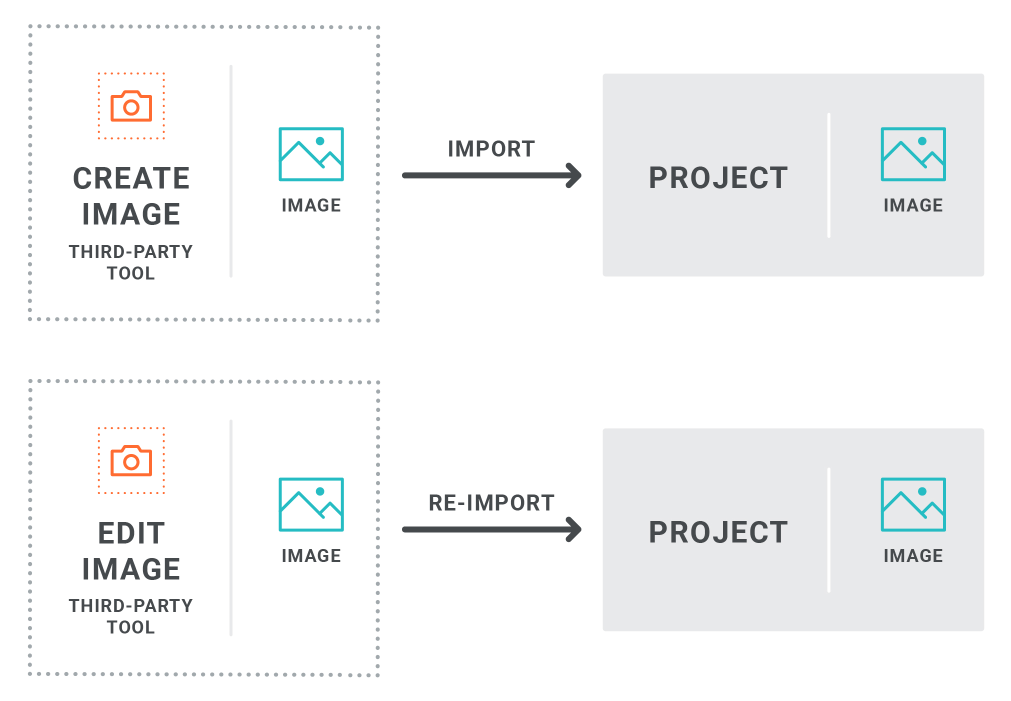 CREATE
IMAGE
THIRD-PARTY
TOOL
IMAGE
IMPORT
PROJECT
IMAGE
EDIT
IMAGE
THIRD-PARTY
TOOL
IMAGE
RE-IMPORT
PROJECT
IMAGE